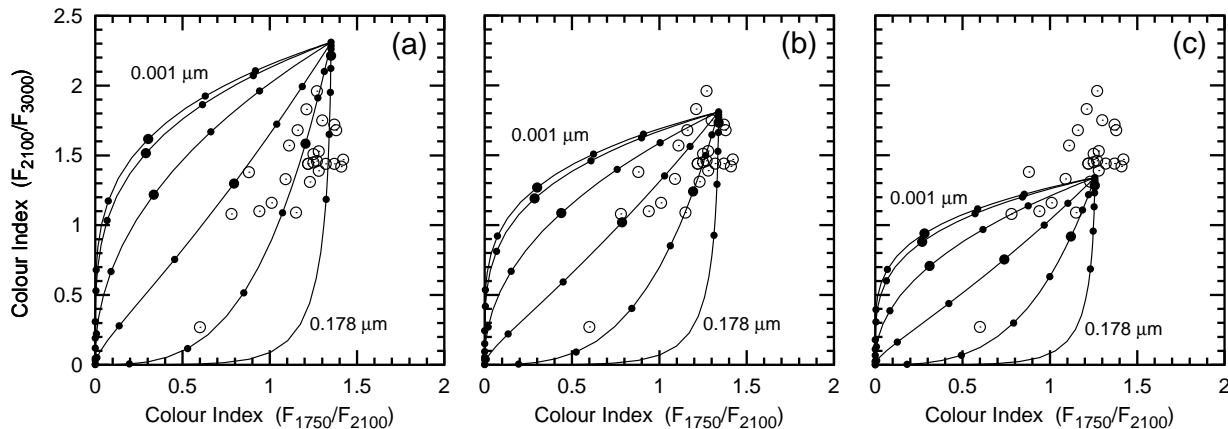 2.5
2
1.5
1
0.5
0
Colour Index (F2100/F3000)
(a)
0.001 µm
0.178 µm
0 0.5 1 1.5 2
Colour Index (F1750/F2100)
(b)
0.001 µm
0.178 µm
0 0.5 1 1.5 2
Colour Index (F1750/F2100)
(c)
0.001 µm
0.178 µm
0 0.5 1 1.5 2
Colour Index (F1750/F2100)